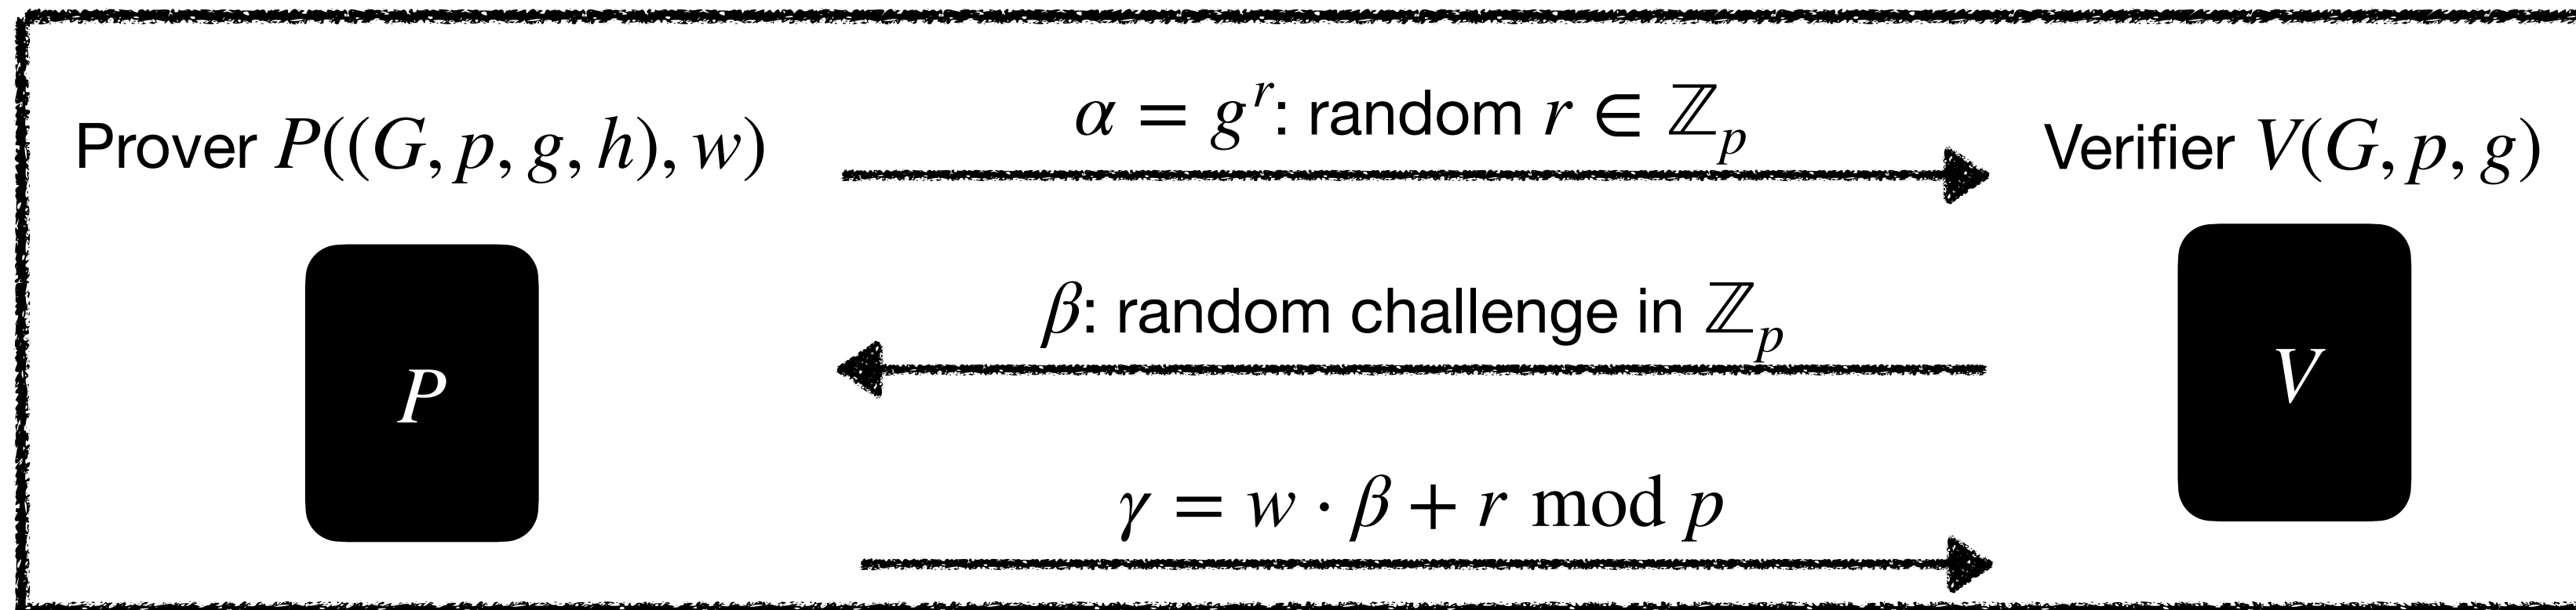 α = g^r: random r ∈ ℤ_p
Prover P((G, p, g, h), w)
Verifier V(G, p, g)
β: random challenge in ℤ_p
P
V
γ = w · β + r mod p